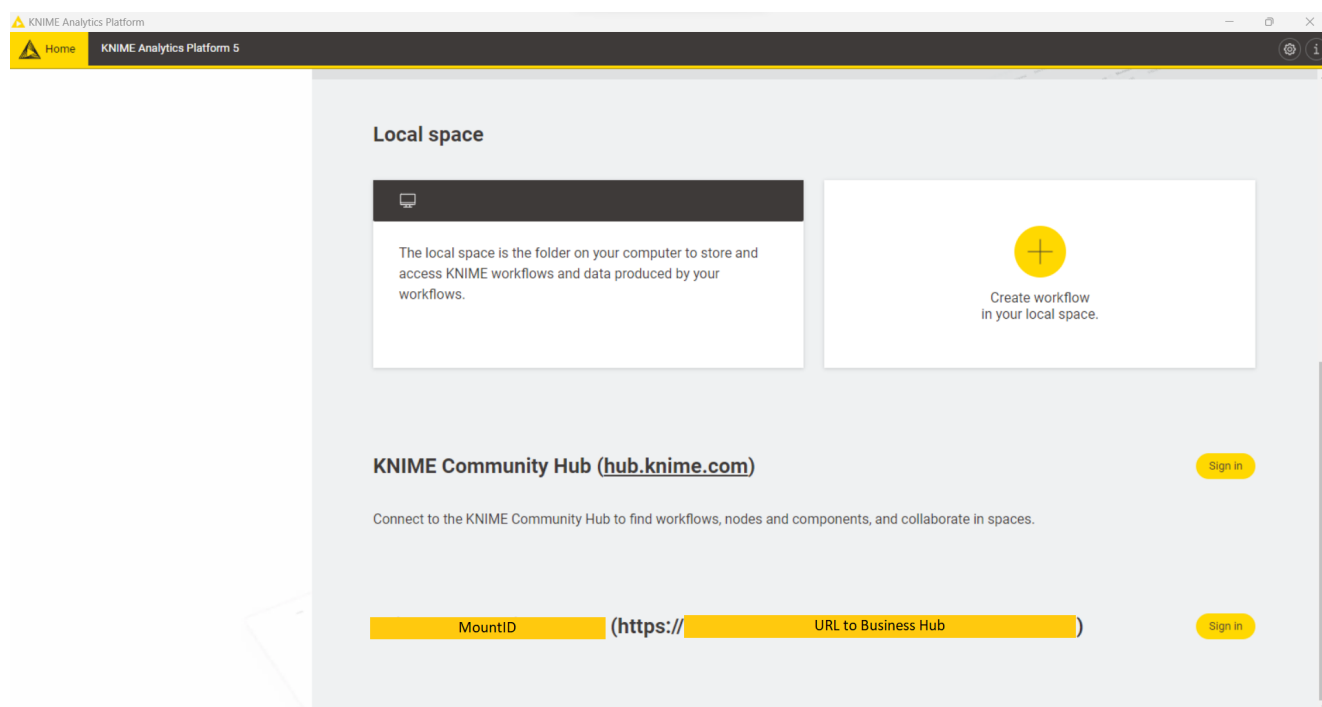 KNIME Analytics Platform
Home
KNIME Analytics Platform 5
Local space
The local space is the folder on your computer to store and
access KNIME workflows and data produced by your
workflows.
Create workflow
in your local space.
KNIME Community Hub (hub.knime.com)
Sign in
Connect to the KNIME Community Hub to find workflows, nodes and components, and collaborate in spaces.
MountID (https:// URL to Business Hub )
Sign in